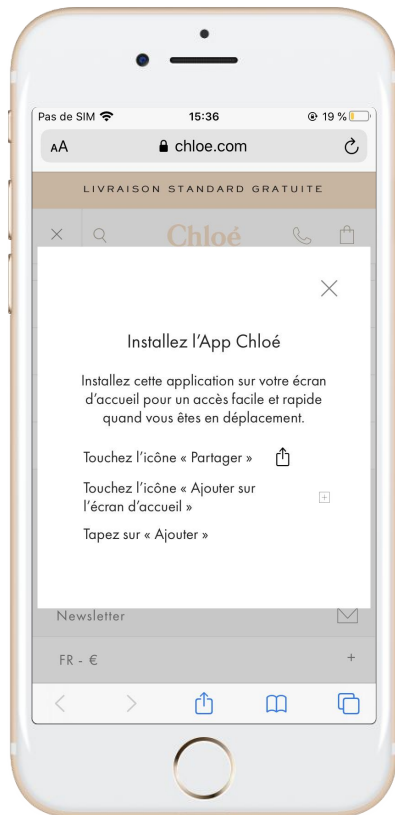 Pas de SIM 15:36 19 %
AA chloe.com
LIVRAISON STANDARD GRATUITE
Chloé
Installez l’App Chloé
Installez cette application sur votre écran
d’accueil pour un accès facile et rapide
quand vous êtes en déplacement.
Touchez l’icône « Partager »
Touchez l’icône « Ajouter sur
l’écran d’accueil »
Tapez sur « Ajouter »
Newsletter
FR - € +